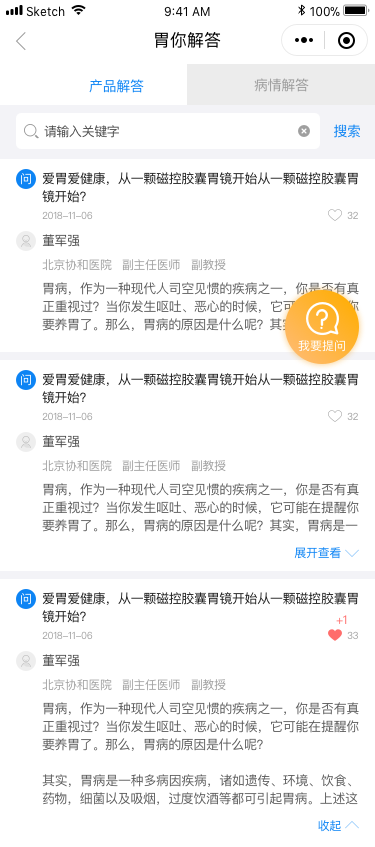 Sketch 9:41 AM 100%
胃你解答
产品解答 病情解答
请输入关键字 搜索
问 爱胃爱健康，从一颗磁控胶囊胃镜开始从一颗磁控胶囊胃
镜开始?
2018-11-06 32
董军强
北京协和医院 副主任医师 副教授
胃病，作为一种现代人司空见惯的疾病之一，你是否有真
正重视过？当你发生呕吐、恶心的时候，它可 你
要养胃了。那么，胃病的原因是什么呢？其实
我要提问
问 爱胃爱健康，从一颗磁控胶囊胃镜开始从一颗磁控胶囊胃
镜开始?
2018-11-06 32
董军强
北京协和医院 副主任医师 副教授
胃病，作为一种现代人司空见惯的疾病之一，你是否有真
正重视过？当你发生呕吐、恶心的时候，它可能在提醒你
要养胃了。那么，胃病的原因是什么呢？其实，胃病是一
展开查看
问 爱胃爱健康，从一颗磁控胶囊胃镜开始从一颗磁控胶囊胃
镜开始?
+1
2018-11-06 33
董军强
北京协和医院 副主任医师 副教授
胃病，作为一种现代人司空见惯的疾病之一，你是否有真
正重视过？当你发生呕吐、恶心的时候，它可能在提醒你
要养胃了。那么，胃病的原因是什么呢？
其实，胃病是一种多病因疾病，诸如遗传、环境、饮食、
药物，细菌以及吸烟，过度饮酒等都可引起胃病。上述这
收起